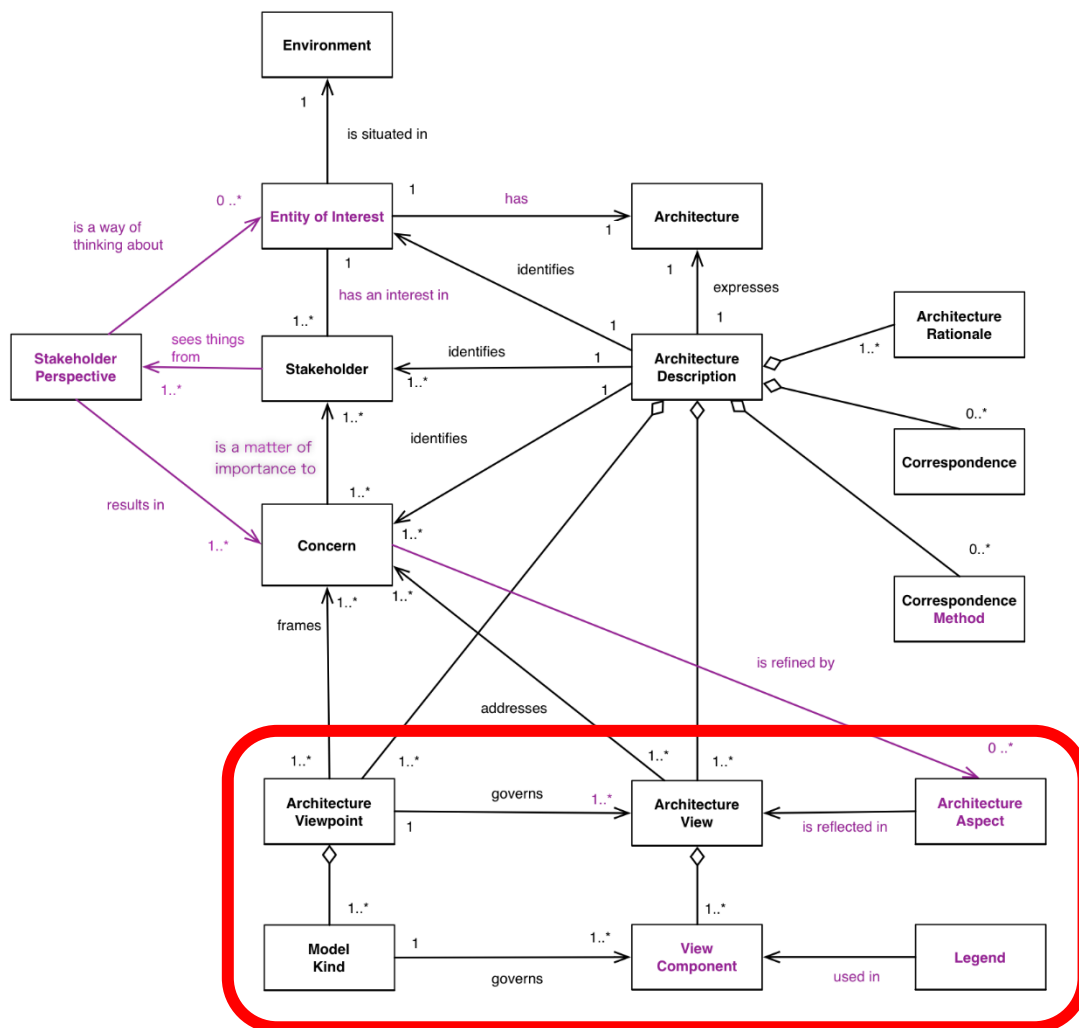 Environment
1
is situated in
0 ..*
1
Entity of Interest
has
Architecture
1
is a way of
thinking about
1
identifies
1
has an interest in
expresses
1..*
1
1
Architecture
Rationale
sees things
from
Stakeholder
Perspective
Stakeholder
identifies
1
Architecture
Description
1..*
1..*
1..*
1
0..*
1..*
identifies
is a matter of
importance to
Correspondence
results in
1..*
1..*
1..*
Concern
0..*
1..*
1..*
Correspondence
Method
frames
is refined by
addresses
1..*
1..*
1..*
1..*
0 ..*
Architecture
Viewpoint
governs
1..*
Architecture
View
Architecture
Aspect
1
is reflected in
1..*
1..*
Model
Kind
1
1..*
View
Component
Legend
governs
used in